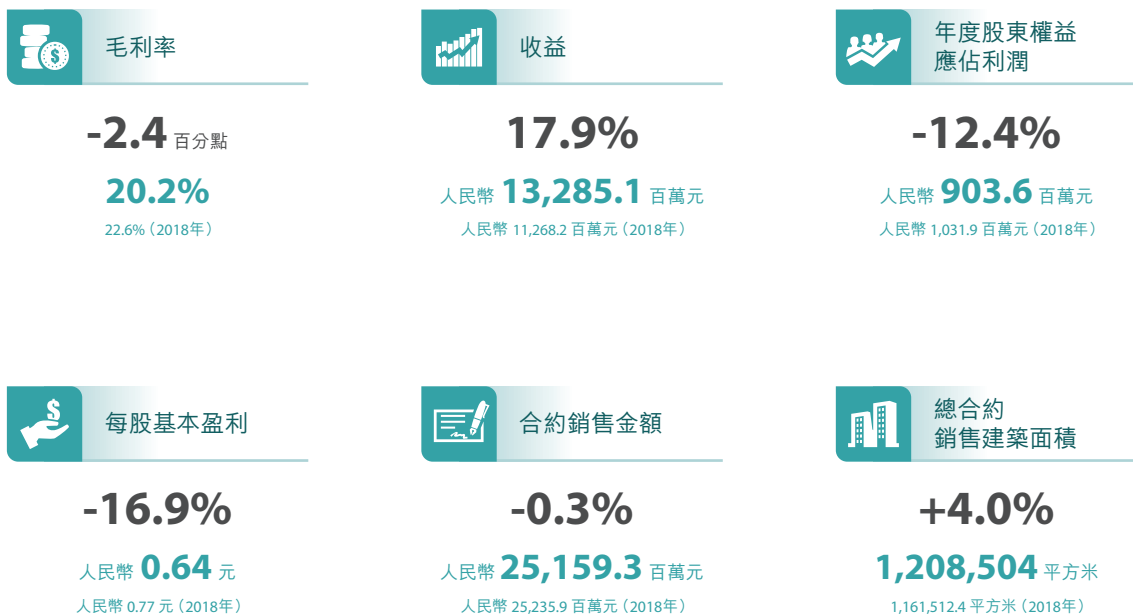 毛利率
-2.4 百分點
20.2%
22.6%（2018年）
收益
17.9%
人民幣 13,285.1 百萬元
人民幣 11,268.2 百萬元（2018年）
年度股東權益
應佔利潤
-12.4%
人民幣 903.6 百萬元
人民幣 1,031.9 百萬元（2018年）
每股基本盈利
-16.9%
人民幣 0.64 元
人民幣 0.77 元（2018年）
合約銷售金額
-0.3%
人民幣 25,159.3 百萬元
人民幣 25,235.9 百萬元（2018年）
總合約
銷售建築面積
+4.0%
1,208,504 平方米
1,161,512.4 平方米（2018年）